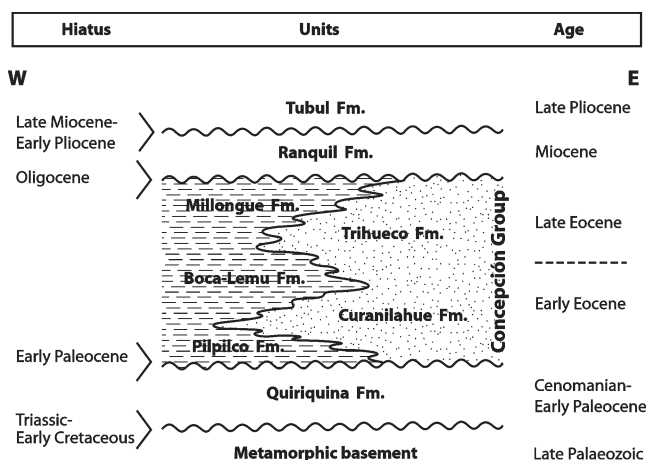 Hiatus Units Age
W E
Tubul Fm. Late Pliocene
Late Miocene-
Early Pliocene
Ranquil Fm. Miocene
Oligocene
Millongue Fm.
Trihueco Fm. Late Eocene
Concepción Group
Boca-Lemu Fm.
Curanilahue Fm. Early Eocene
Pilpilco Fm.
Early Paleocene
Quiriquina Fm. Cenomanian-
Early Paleocene
Triassic-
Early Cretaceous
Metamorphic basement Late Palaeozoic